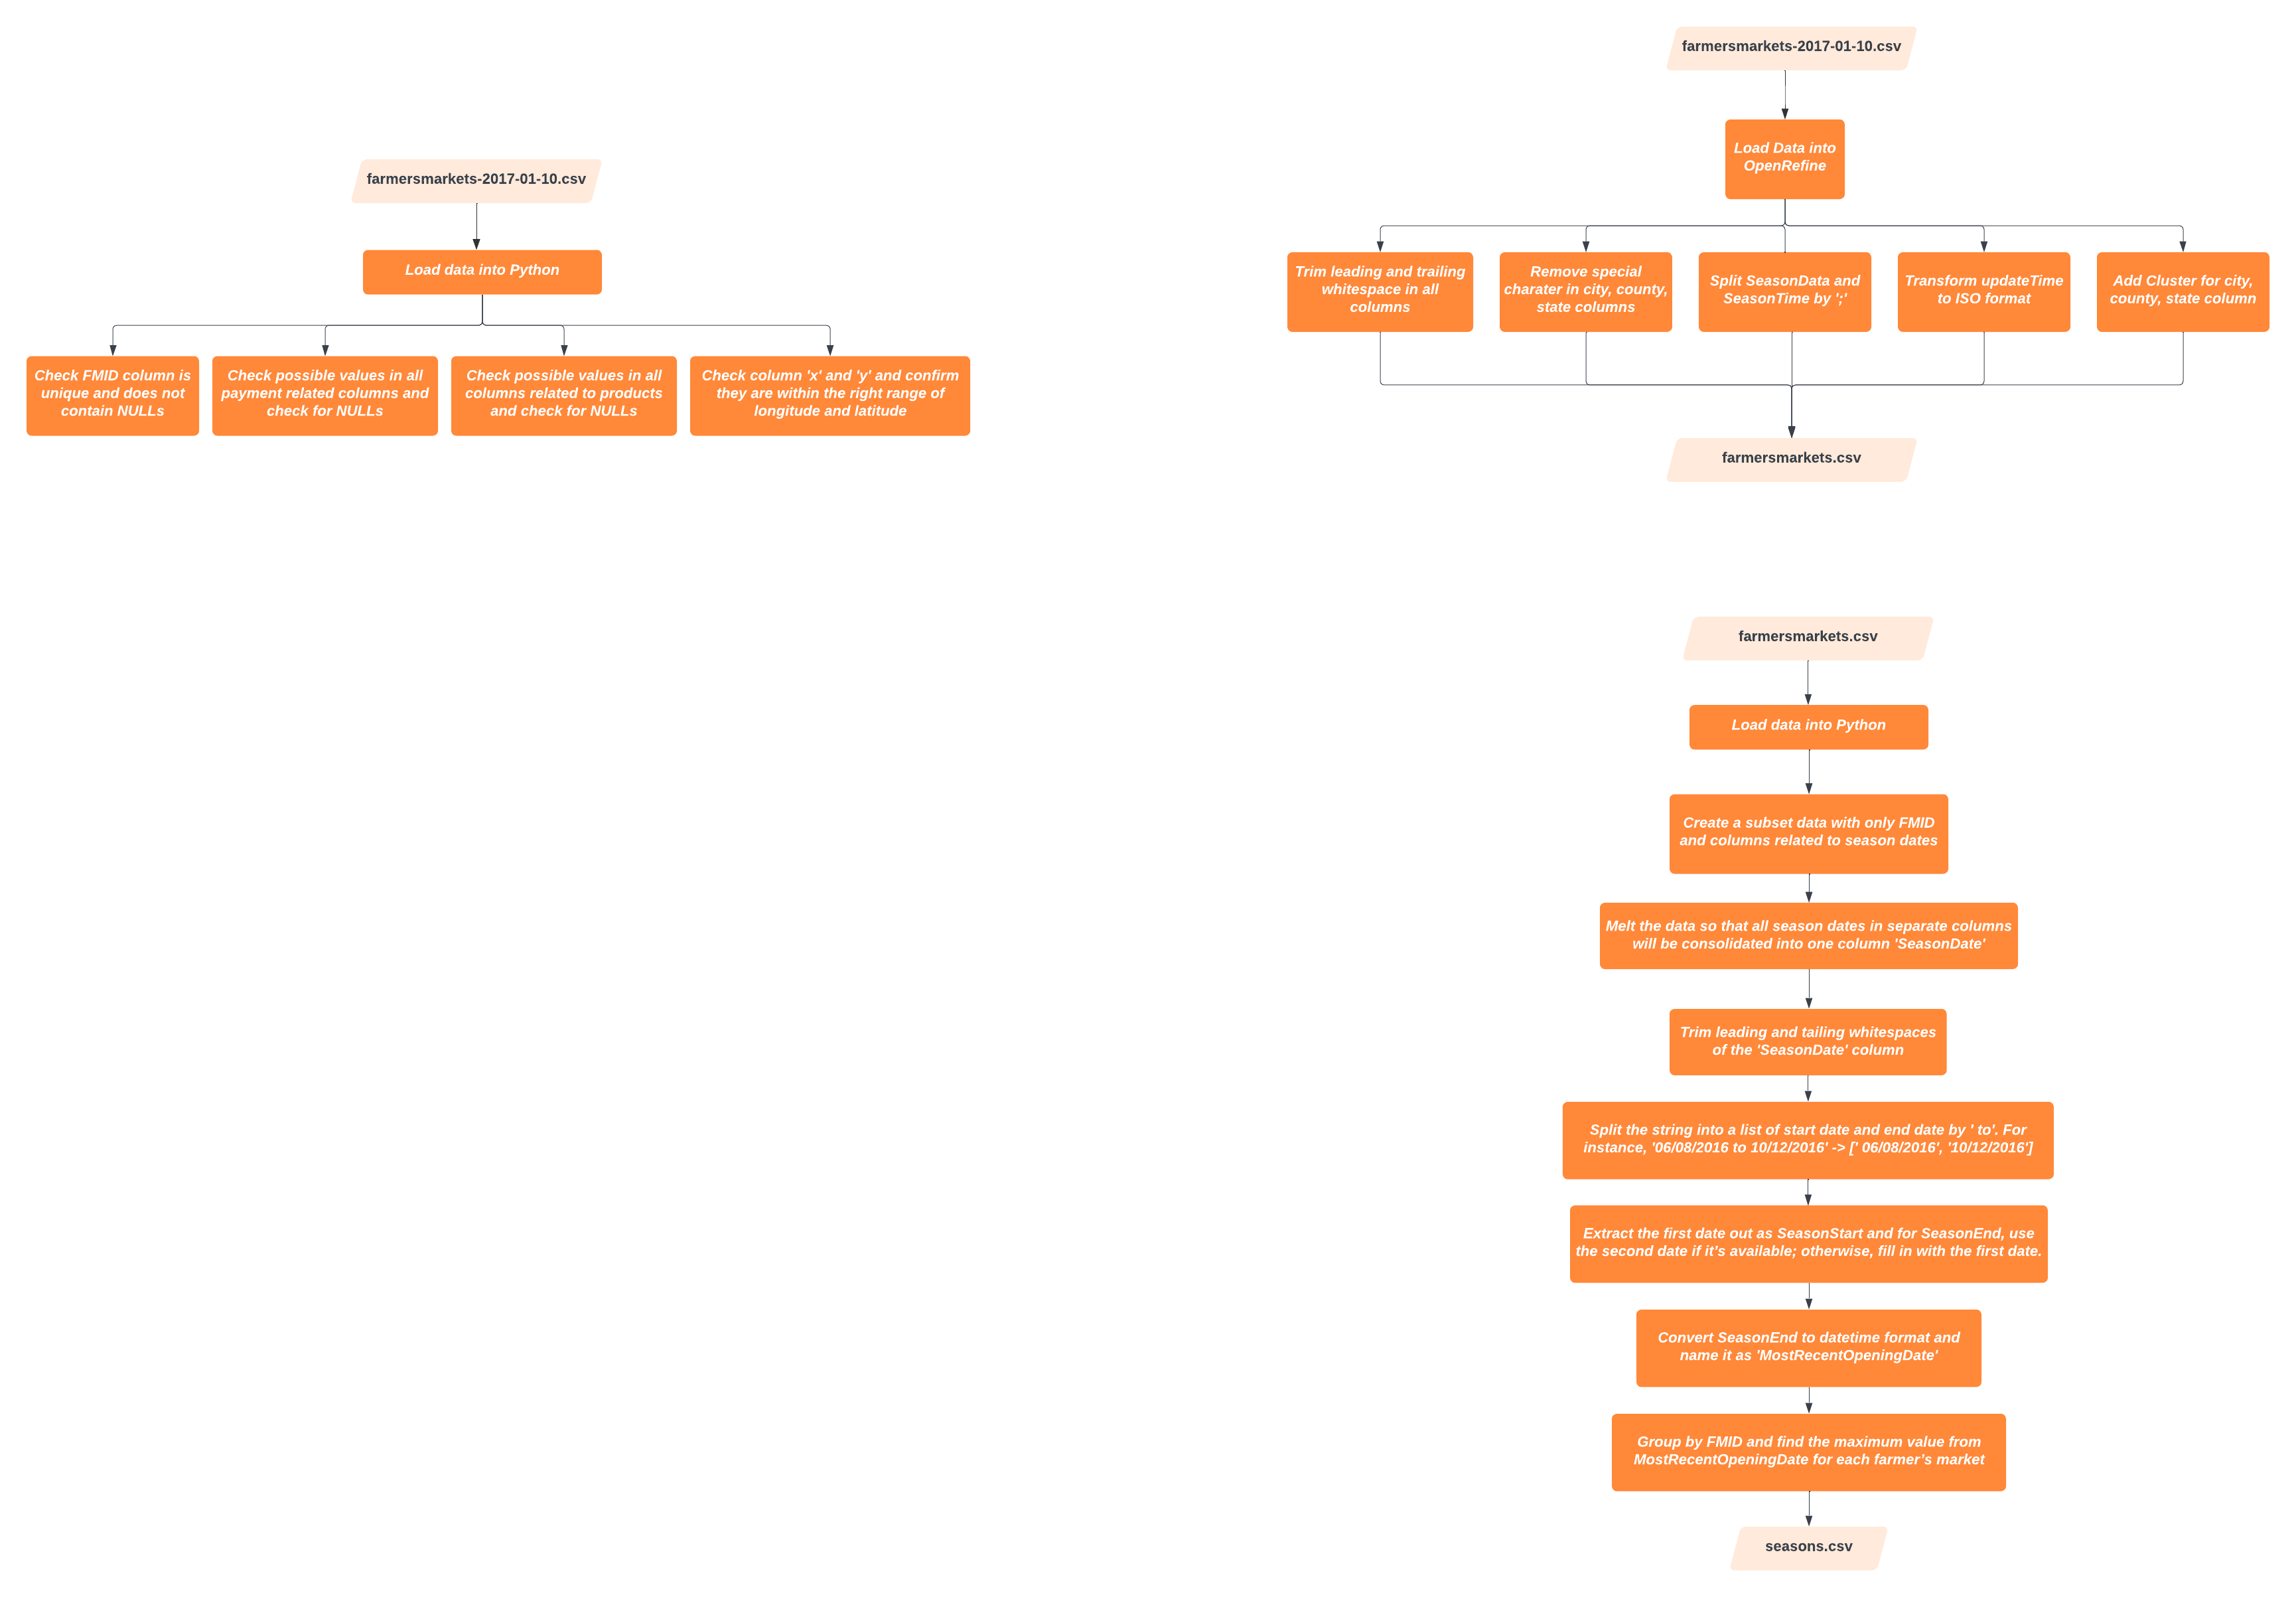 farmersmarkets-2017-01-10.csv
Load data into Python
Check FMID column is
unique and does not
contain NULLs
Check possible values in all
payment related columns and
check for NULLs
Check possible values in all
columns related to products
and check for NULLs
Check column 'x' and 'y' and confirm
they are within the right range of
longitude and latitude
farmersmarkets-2017-01-10.csv
Load Data into
OpenRefine
Trim leading and trailing
whitespace in all
columns
Remove special
charater in city, county,
state columns
Split SeasonData and
SeasonTime by ';'
Transform updateTime
to ISO format
Add Cluster for city,
county, state column
farmersmarkets.csv
farmersmarkets.csv
Load data into Python
Create a subset data with only FMID
and columns related to season dates
Melt the data so that all season dates in separate columns
will be consolidated into one column 'SeasonDate'
Trim leading and tailing whitespaces
of the 'SeasonDate' column
Split the string into a list of start date and end date by ' to'. For
instance, '06/08/2016 to 10/12/2016' -> [' 06/08/2016', '10/12/2016']
Extract the first date out as SeasonStart and for SeasonEnd, use
the second date if it’s available; otherwise, fill in with the first date.
Convert SeasonEnd to datetime format and
name it as 'MostRecentOpeningDate'
Group by FMID and find the maximum value from
MostRecentOpeningDate for each farmer’s market
seasons.csv